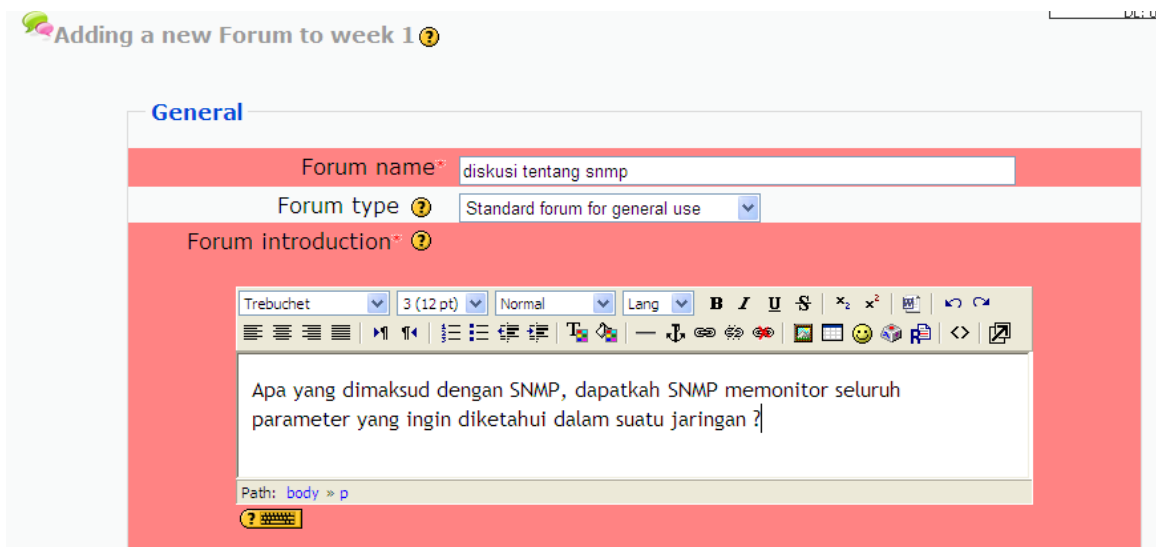 Adding a new Forum to week 1
General
Forum name*
diskusi tentang snmp
Forum type
Standard forum for general use
Forum introduction*
Trebuchet 3 (12 pt) Normal Lang B I U S x₂ x²
Apa yang dimaksud dengan SNMP, dapatkah SNMP memonitor seluruh
parameter yang ingin diketahui dalam suatu jaringan ?
Path: body » p